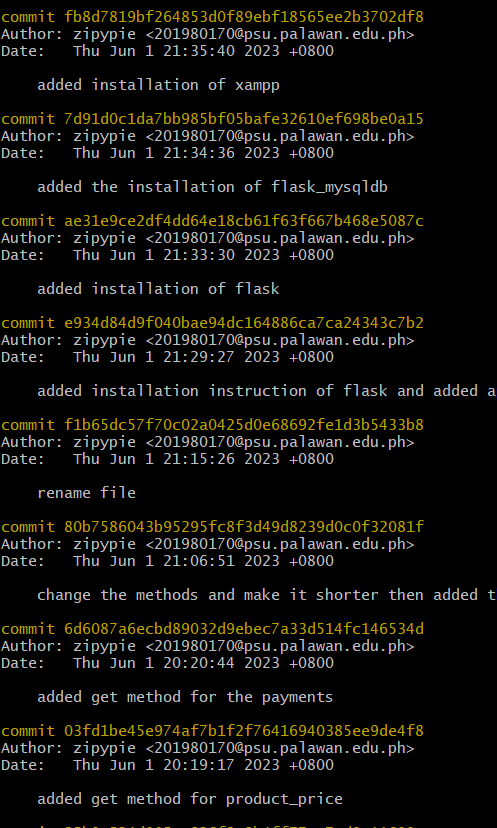 commit fb8d7819bf264853d0f89ebf18565ee2b3702df8
Author: zipypie <201980170@psu.palawan.edu.ph>
Date:   Thu Jun 1 21:35:40 2023 +0800
added installation of xampp
commit 7d91d0c1da7bb985bf05bafe32610ef698be0a15
Author: zipypie <201980170@psu.palawan.edu.ph>
Date:   Thu Jun 1 21:34:36 2023 +0800
added the installation of flask_mysqldb
commit ae31e9ce2df4dd64e18cb61f63f667b468e5087c
Author: zipypie <201980170@psu.palawan.edu.ph>
Date:   Thu Jun 1 21:33:30 2023 +0800
added installation of flask
commit e934d84d9f040bae94dc164886ca7ca24343c7b2
Author: zipypie <201980170@psu.palawan.edu.ph>
Date:   Thu Jun 1 21:29:27 2023 +0800
added installation instruction of flask and added a
commit f1b65dc57f70c02a0425d0e68692fe1d3b5433b8
Author: zipypie <201980170@psu.palawan.edu.ph>
Date:   Thu Jun 1 21:15:26 2023 +0800
rename file
commit 80b7586043b95295fc8f3d49d8239d0c0f32081f
Author: zipypie <201980170@psu.palawan.edu.ph>
Date:   Thu Jun 1 21:06:51 2023 +0800
change the methods and make it shorter then added t
commit 6d6087a6ecbd89032d9ebec7a33d514fc146534d
Author: zipypie <201980170@psu.palawan.edu.ph>
Date:   Thu Jun 1 20:20:44 2023 +0800
added get method for the payments
commit 03fd1be45e974af7b1f2f76416940385ee9de4f8
Author: zipypie <201980170@psu.palawan.edu.ph>
Date:   Thu Jun 1 20:19:17 2023 +0800
added get method for product_price